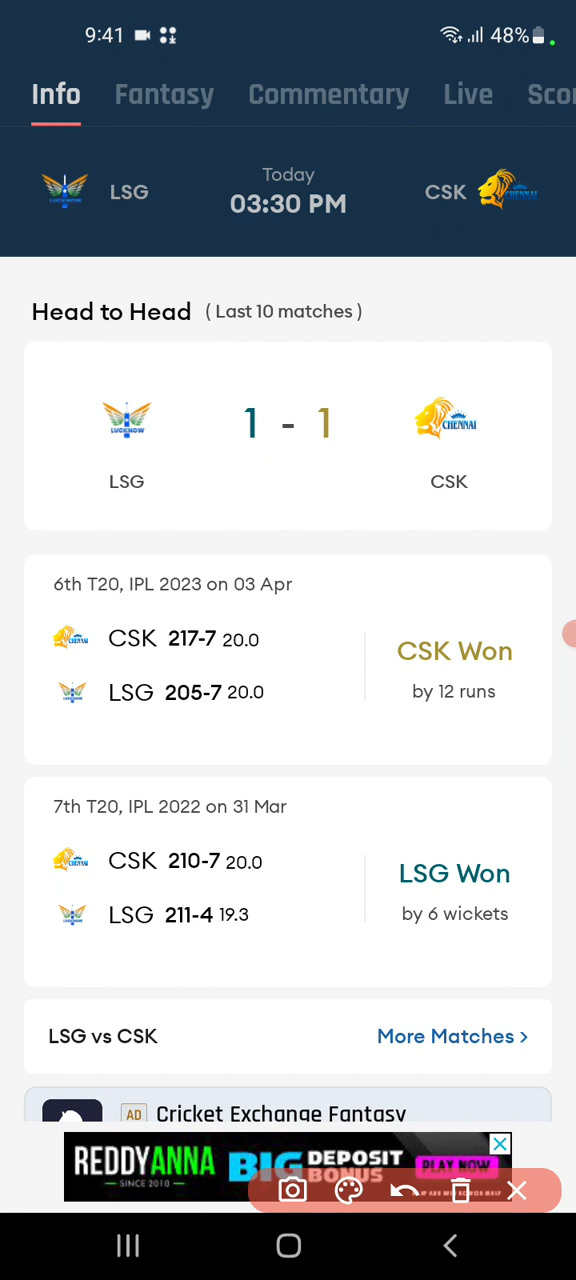 9:41 48%
Info Fantasy Commentary Live Scor
LSG Today CSK
03:30 PM
Head to Head ( Last 10 matches )
LUCKNOW 1 - 1 CHENNAI
LSG CSK
6th T20, IPL 2023 on 03 Apr
CSK 217-7 20.0
CSK Won
LSG 205-7 20.0
by 12 runs
7th T20, IPL 2022 on 31 Mar
CSK 210-7 20.0
LSG Won
LSG 211-4 19.3
by 6 wickets
LSG vs CSK More Matches >
AD Cricket Exchange Fantasy
REDDYANNA BIG DEPOSIT BONUS PLAY NOW
SINCE 2010